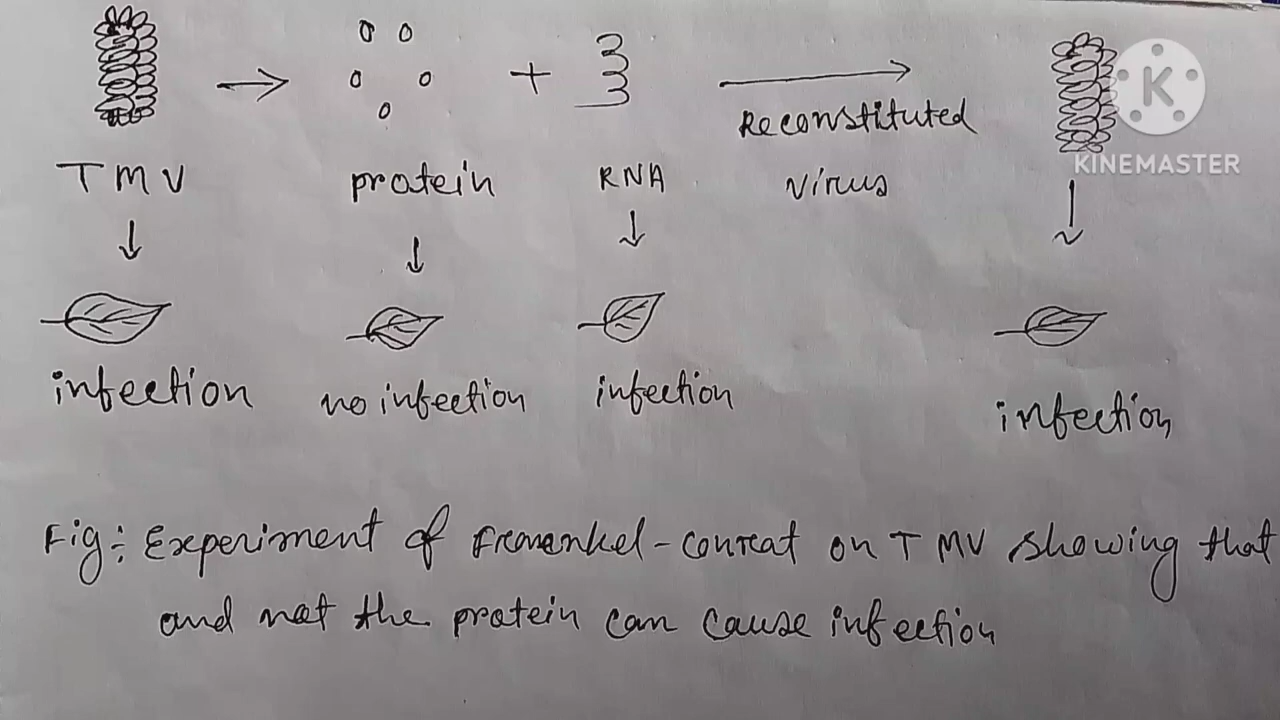 TMV
protein
+
RNA
Reconstituted
virus
K
KINEMASTER
infection
no infection
infection
infection
Fig: Experiment of Fraenkel-Conrat on TMV showing that
and not the protein can cause infection